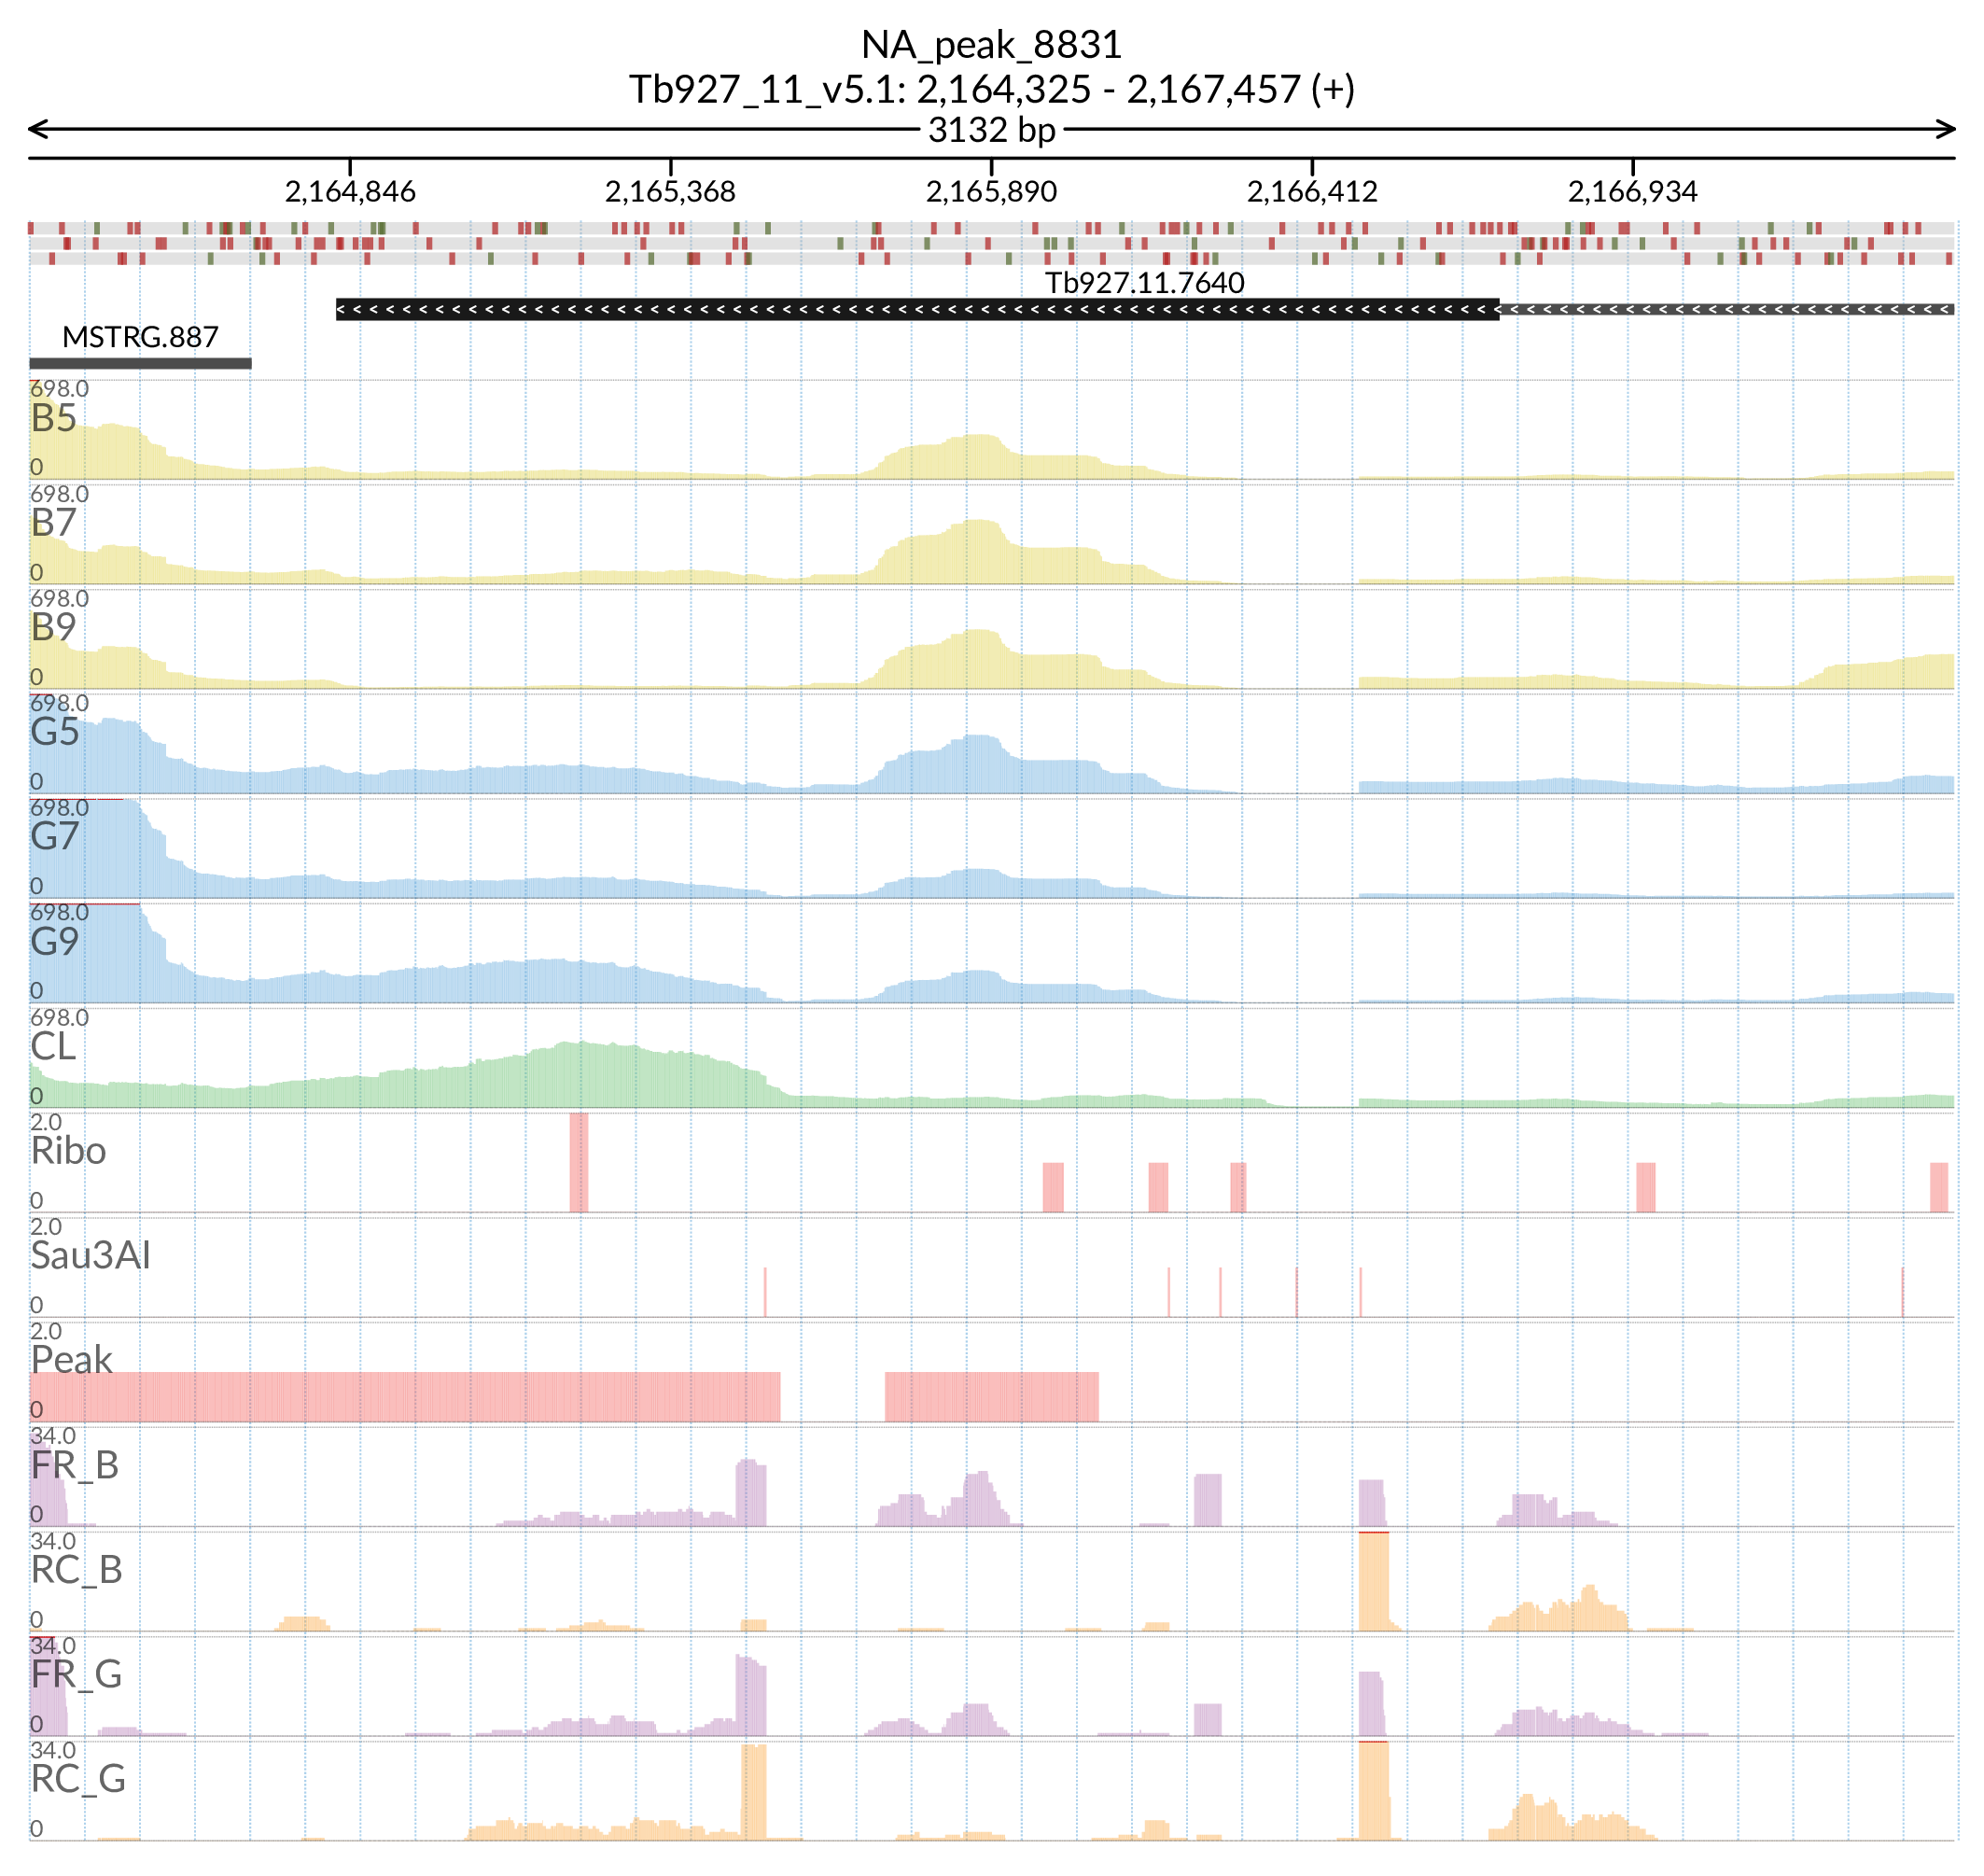 NA_peak_8831
Tb927_11_v5.1: 2,164,325 - 2,167,457 (+)
3132 bp
2,164,846 2,165,368 2,165,890 2,166,412 2,166,934
Tb927.11.7640
MSTRG.887
698.0
B5
0
698.0
B7
0
698.0
B9
0
698.0
G5
0
698.0
G7
0
698.0
G9
0
698.0
CL
0
2.0
Ribo
0
2.0
Sau3AI
0
2.0
Peak
0
34.0
FR_B
0
34.0
RC_B
0
34.0
FR_G
0
34.0
RC_G
0